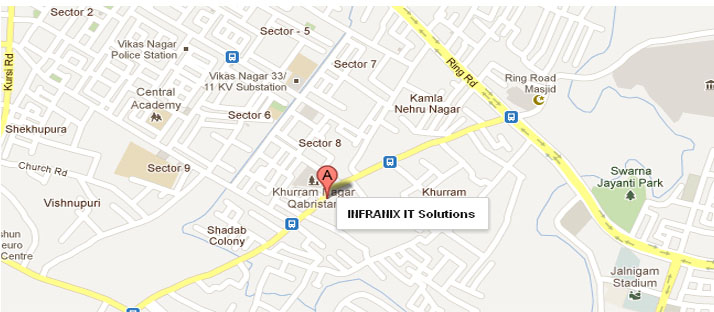 Sector 2
Sector - 5
Kursi Rd
Vikas Nagar
Police Station
Sector 7
Ring Rd
Vikas Nagar 33/
11 KV Substation
Ring Road
Masjid
Central
Academy
Kamla
Nehru Nagar
Sector 6
Shekhupura
Sector 8
Church Rd
Sector 9
A
Swarna
Jayanti Park
Khurram Nagar
Qabristan
Khurram
Vishnupuri
INFRANIX IT Solutions
Shadab
Colony
shun
euro
Centre
Jalnigam
Stadium